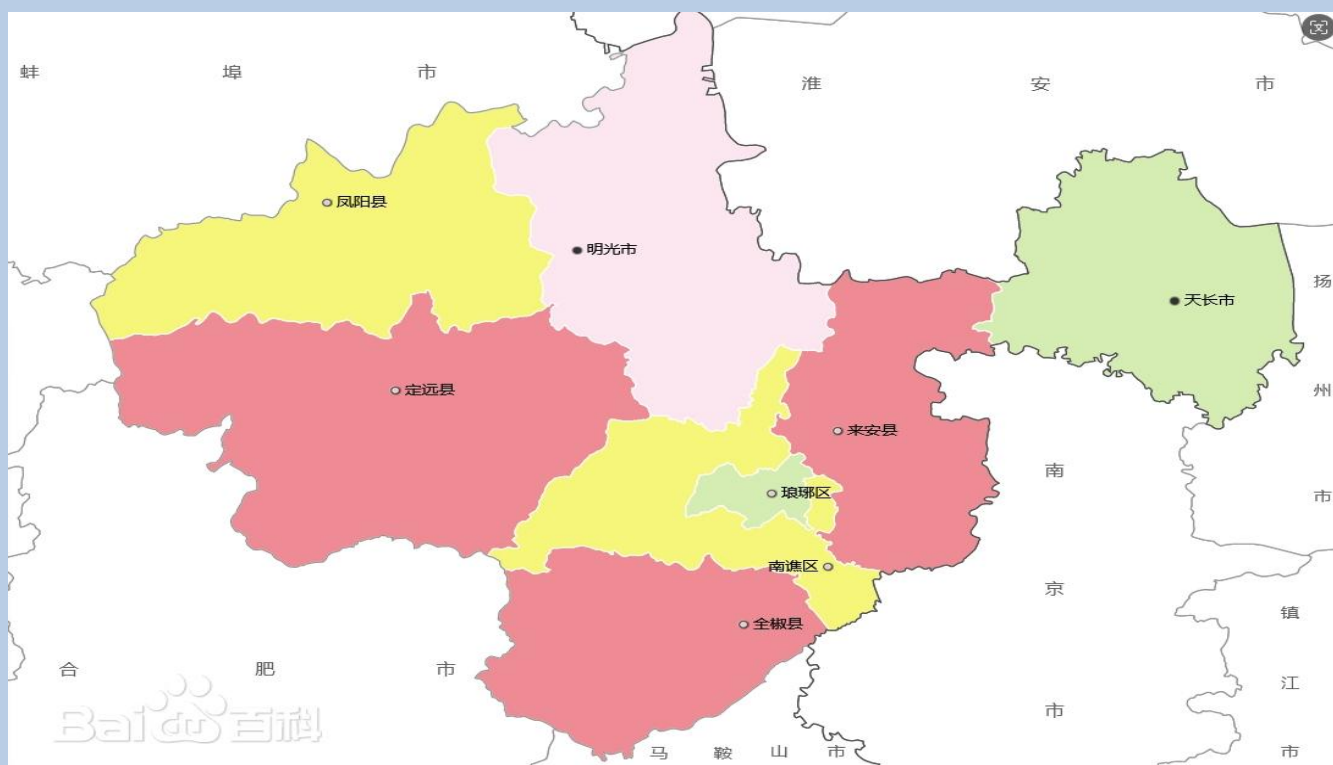 蚌埠市
淮安市
凤阳县
明光市
扬州市
天长市
定远县
来安县
南京市
琅琊区
南谯区
镇江市
全椒县
合肥市
马鞍山市
Bai百科